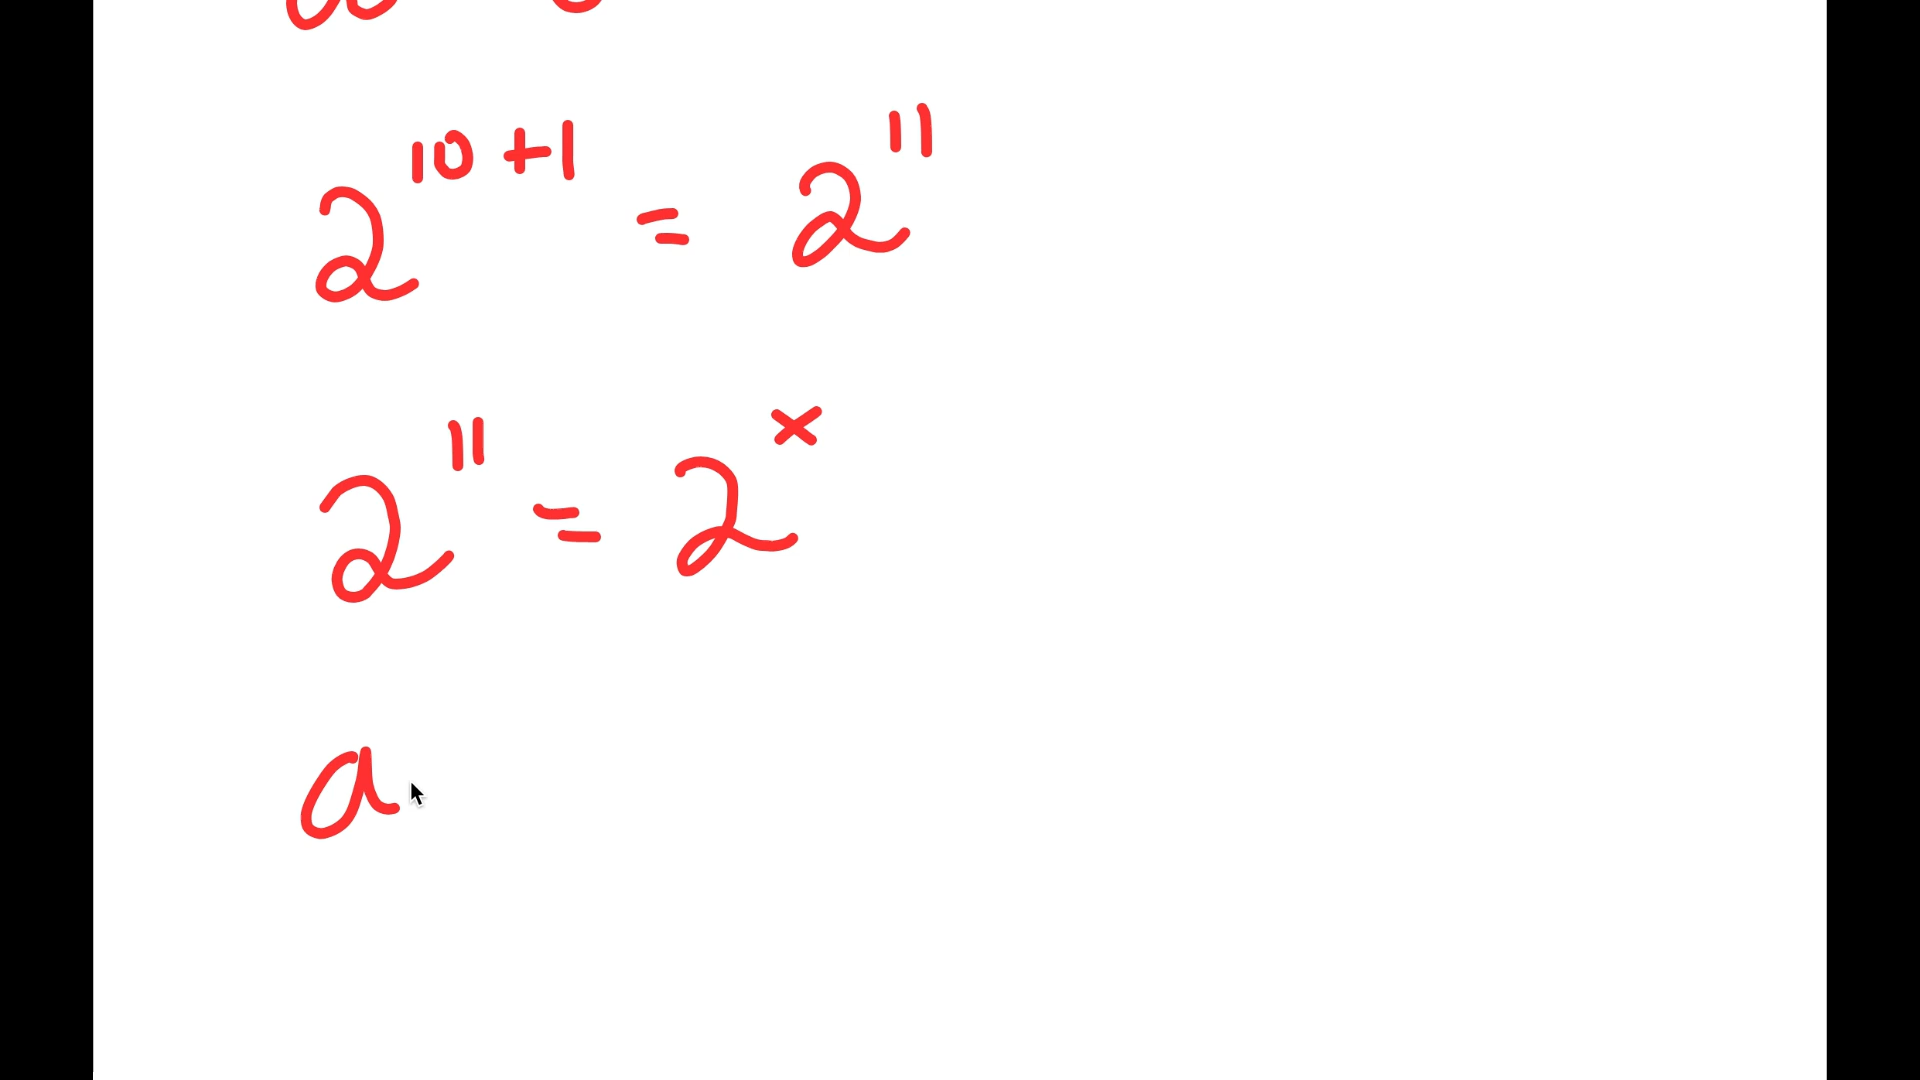 2^{10+1} = 2^{11}
2^{11} = 2^x
a